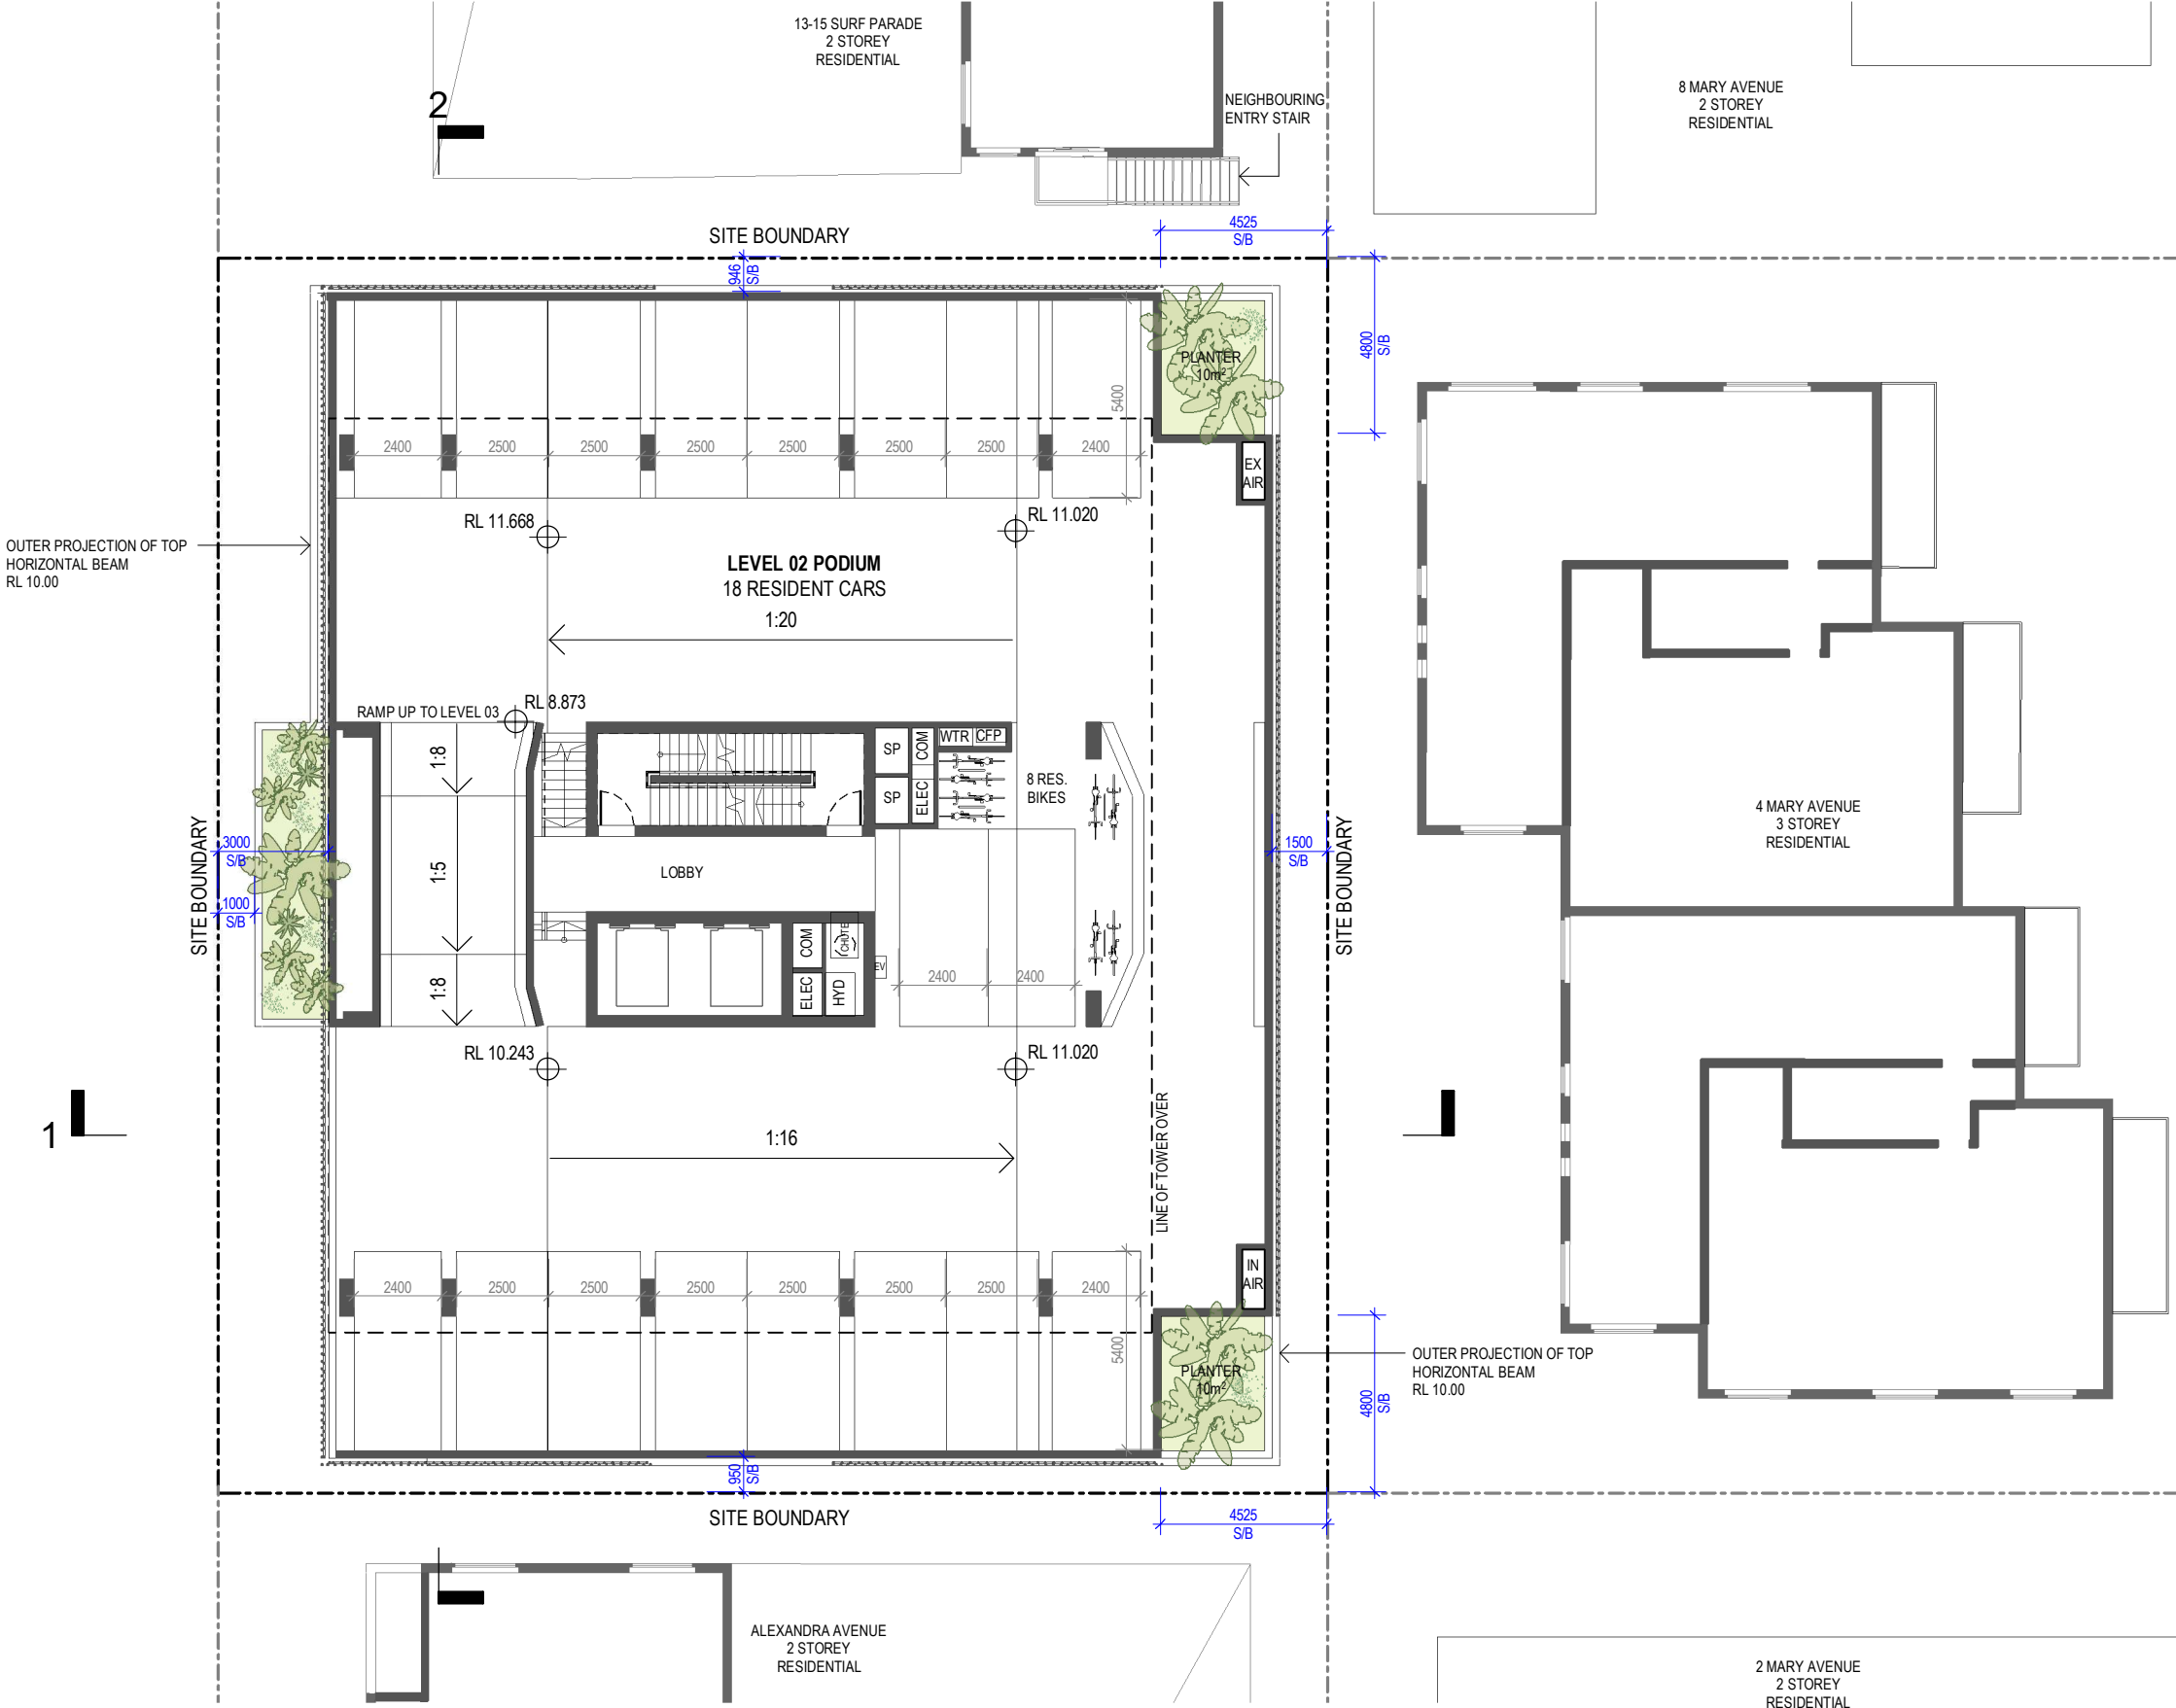 13-15 SURF PARADE
2 STOREY
RESIDENTIAL
8 MARY AVENUE
2 STOREY
RESIDENTIAL
2
NEIGHBOURING
ENTRY STAIR
SITE BOUNDARY
4525
S/B
946
S/B
4800
S/B
PLANTER
10m²
5400
2400 2500 2500 2500 2500 2500 2500 2400
EX
AIR
RL 11.668
RL 11.020
OUTER PROJECTION OF TOP
HORIZONTAL BEAM
RL 10.00
LEVEL 02 PODIUM
18 RESIDENT CARS
1:20
RL 8.873
RAMP UP TO LEVEL 03
1:8
SP
COM
WTR
CFP
SP
ELEC
8 RES.
BIKES
4 MARY AVENUE
3 STOREY
RESIDENTIAL
SITE BOUNDARY
3000
S/B
1:5
LOBBY
1500
S/B
SITE BOUNDARY
1000
S/B
COM
CHUTE
EV
1:8
ELEC
HYD
2400 2400
RL 10.243
RL 11.020
1
1:16
LINE OF TOWER OVER
IN
AIR
2400 2500 2500 2500 2500 2500 2500 2400
5400
PLANTER
10m²
OUTER PROJECTION OF TOP
HORIZONTAL BEAM
RL 10.00
4800
S/B
950
S/B
SITE BOUNDARY
4525
S/B
ALEXANDRA AVENUE
2 STOREY
RESIDENTIAL
2 MARY AVENUE
2 STOREY
RESIDENTIAL